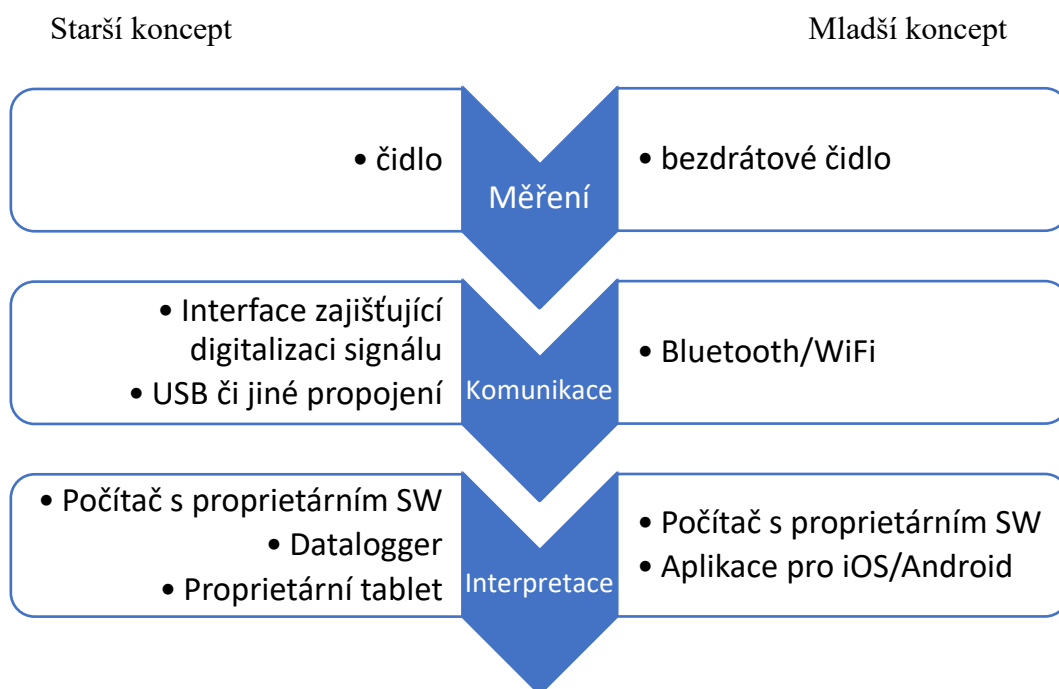 Starší koncept
Mladší koncept
• čidlo
Měření
• bezdrátové čidlo
• Interface zajišťující
digitalizaci signálu
• USB či jiné propojení
Komunikace
• Bluetooth/WiFi
• Počítač s proprietárním SW
• Datalogger
• Proprietární tablet
Interpretace
• Počítač s proprietárním SW
• Aplikace pro iOS/Android